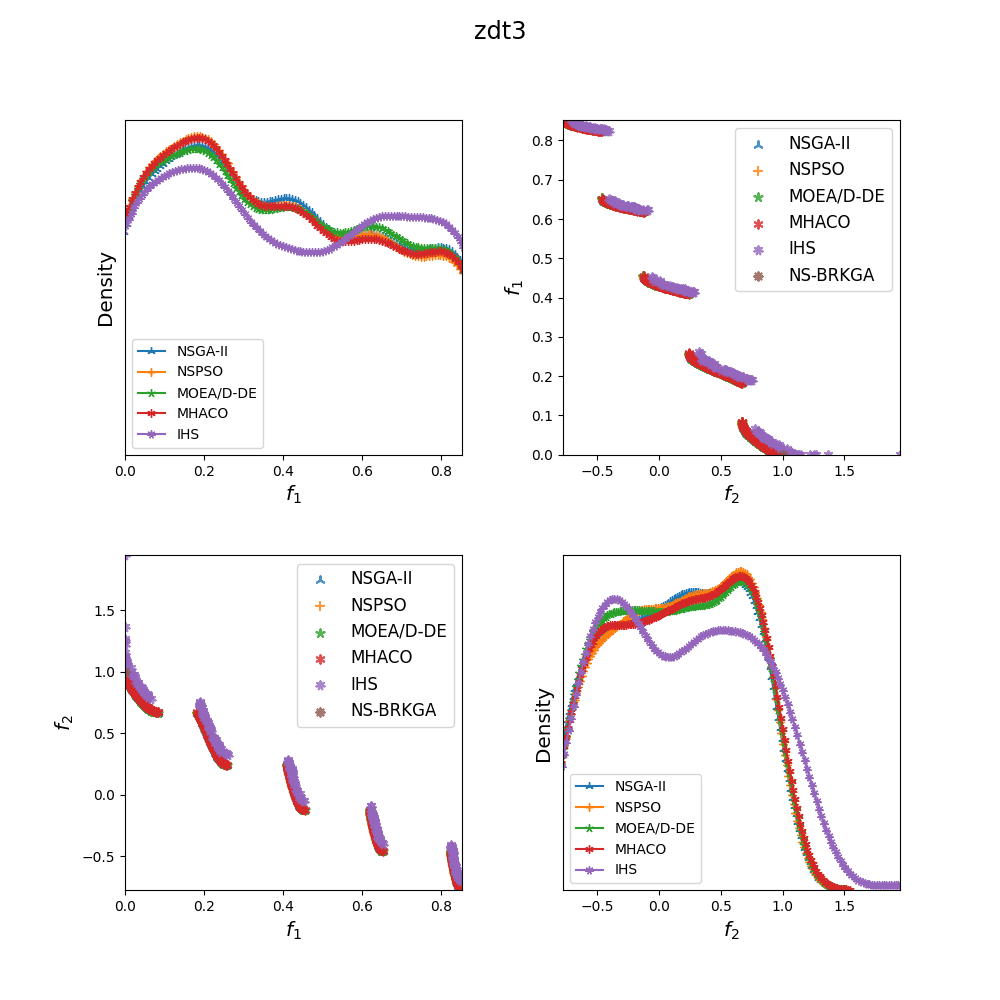 zdt3
Density
NSGA-II
NSPSO
MOEA/D-DE
MHACO
IHS
0.0 0.2 0.4 0.6 0.8
f1
f1
0.8
0.7
0.6
0.5
0.4
0.3
0.2
0.1
0.0
NSGA-II
NSPSO
MOEA/D-DE
MHACO
IHS
NS-BRKGA
−0.5 0.0 0.5 1.0 1.5
f2
f2
1.5
1.0
0.5
0.0
−0.5
NSGA-II
NSPSO
MOEA/D-DE
MHACO
IHS
NS-BRKGA
0.0 0.2 0.4 0.6 0.8
f1
Density
NSGA-II
NSPSO
MOEA/D-DE
MHACO
IHS
−0.5 0.0 0.5 1.0 1.5
f2